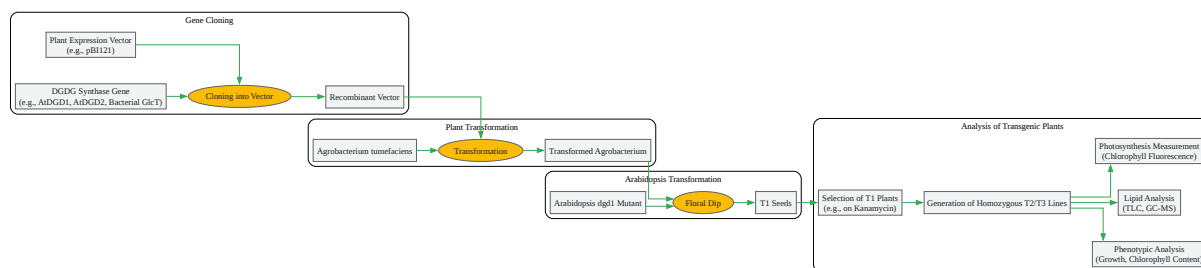 Gene Cloning
Plant Expression Vector
(e.g., pBI121)
DGDG Synthase Gene
(e.g., AtDGD1, AtDGD2, Bacterial GlcT)
Cloning into Vector
Recombinant Vector
Plant Transformation
Agrobacterium tumefaciens
Transformation
Transformed Agrobacterium
Arabidopsis Transformation
Arabidopsis dgd1 Mutant
Floral Dip
T1 Seeds
Analysis of Transgenic Plants
Selection of T1 Plants
(e.g., on Kanamycin)
Generation of Homozygous T2/T3 Lines
Photosynthesis Measurement
(Chlorophyll Fluorescence)
Lipid Analysis
(TLC, GC-MS)
Phenotypic Analysis
(Growth, Chlorophyll Content)